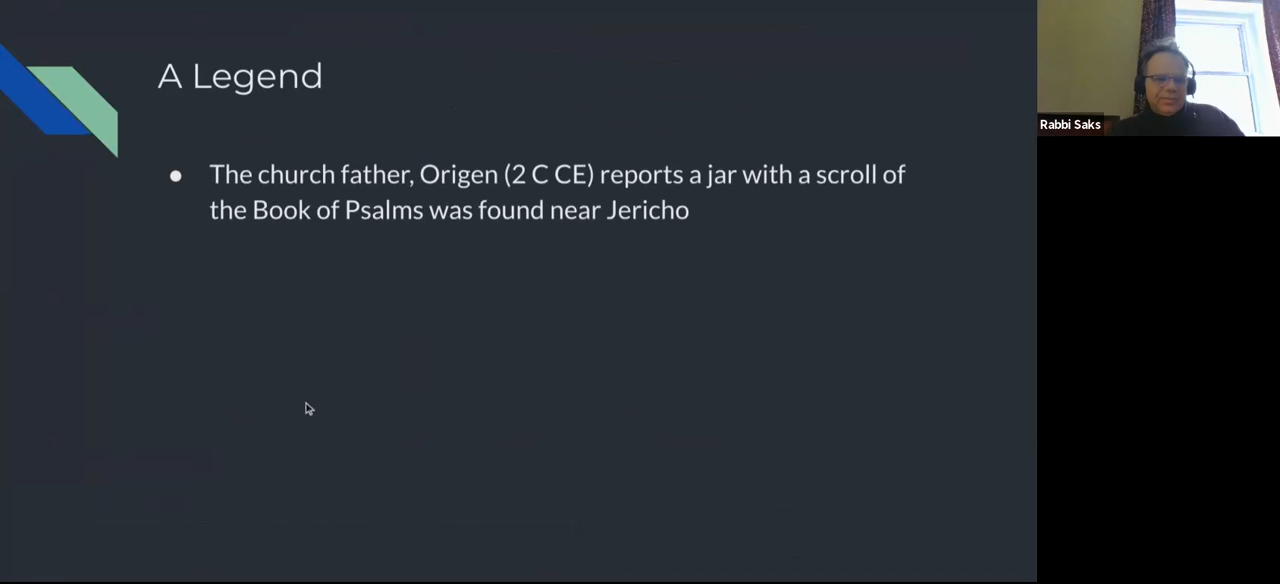 A Legend
● The church father, Origen (2 C CE) reports a jar with a scroll of
the Book of Psalms was found near Jericho
Rabbi Saks